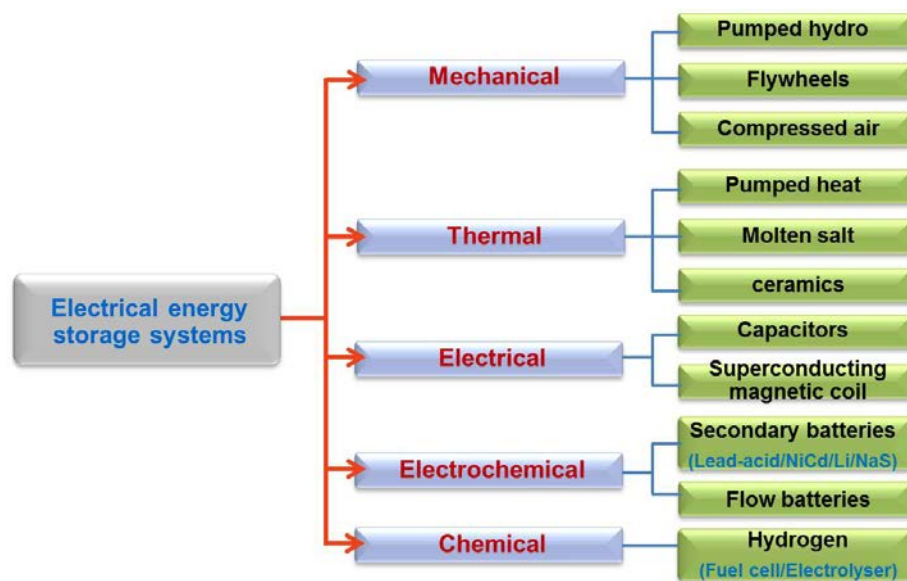 Electrical energy
storage systems
Mechanical
Pumped hydro
Flywheels
Compressed air
Thermal
Pumped heat
Molten salt
ceramics
Electrical
Capacitors
Superconducting
magnetic coil
Electrochemical
Secondary batteries
(Lead-acid/NiCd/Li/NaS)
Flow batteries
Chemical
Hydrogen
(Fuel cell/Electrolyser)